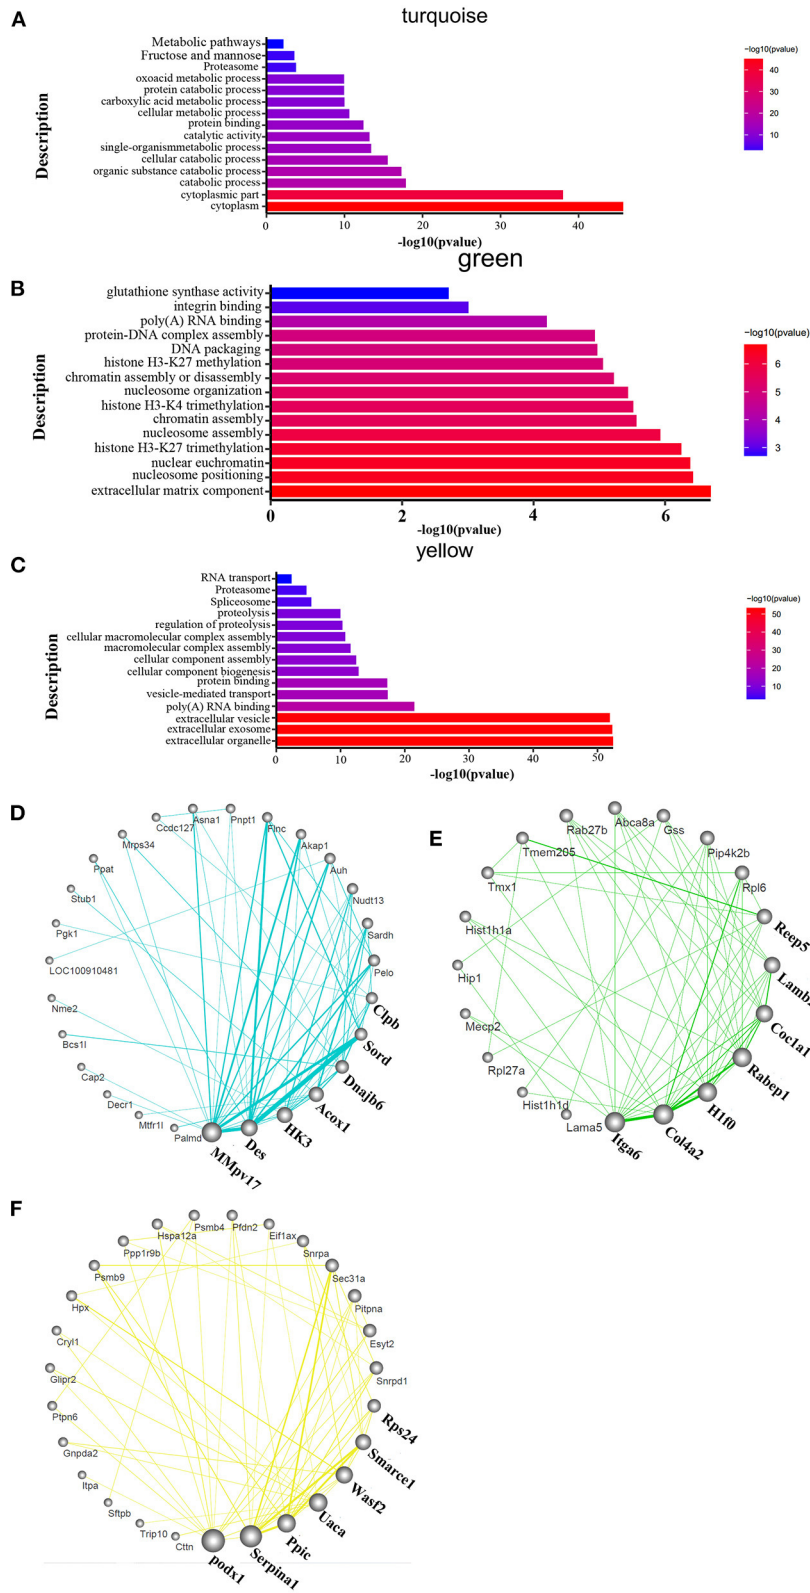 A
turquoise
Description
Metabolic pathways
Fructose and mannose
Proteasome
oxoacid metabolic process
protein catabolic process
carboxylic acid metabolic process
cellular metabolic process
protein binding
catalytic activity
single-organismmetabolic process
cellular catabolic process
organic substance catabolic process
catabolic process
cytoplasmic part
cytoplasm
0 10 20 30 40
-log10(pvalue)
−log10(pvalue)
40
30
20
10
B
green
Description
glutathione synthase activity
integrin binding
poly(A) RNA binding
protein-DNA complex assembly
DNA packaging
histone H3-K27 methylation
chromatin assembly or disassembly
nucleosome organization
histone H3-K4 trimethylation
chromatin assembly
nucleosome assembly
histone H3-K27 trimethylation
nuclear euchromatin
nucleosome positioning
extracellular matrix component
0 2 4 6
-log10(pvalue)
−log10(pvalue)
6
5
4
3
C
yellow
Description
RNA transport
Proteasome
Spliceosome
proteolysis
regulation of proteolysis
cellular macromolecular complex assembly
macromolecular complex assembly
cellular component assembly
cellular component biogenesis
protein binding
vesicle-mediated transport
poly(A) RNA binding
extracellular vesicle
extracellular exosome
extracellular organelle
0 10 20 30 40 50
-log10(pvalue)
−log10(pvalue)
50
40
30
20
10
D
Asna1
Pnpt1
Ccdc127
Flnc
Mrps34
Akap1
Ppat
Auh
Stub1
Nudt13
Pgk1
Sardh
LOC100910481
Pelo
Nme2
Clpb
Bcs1l
Sord
Cap2
Dnajb6
Decr1
Acox1
Mtfr1l
HK3
Palmd
Des
MMpv17
E
Abca8a
Rab27b
Gss
Tmem205
Pip4k2b
Tmx1
Rpl6
Hist1h1a
Reep5
Hip1
Lamb
Mecp2
Coc1a1
Rpl27a
Rabep1
Hist1h1d
H1f0
Lama5
Col4a2
Itga6
F
Psmb4
Pfdn2
Hspa12a
Eif1ax
Ppp1r9b
Snrpa
Psmb9
Sec31a
Hpx
Pitpna
Cryl1
Esyt2
Glipr2
Snrpd1
Ptpn6
Rps24
Gnpda2
Smarce1
Itpa
Wasf2
Sftpb
Uaca
Trip10
Ppic
Cttn
Serpina1
podx1